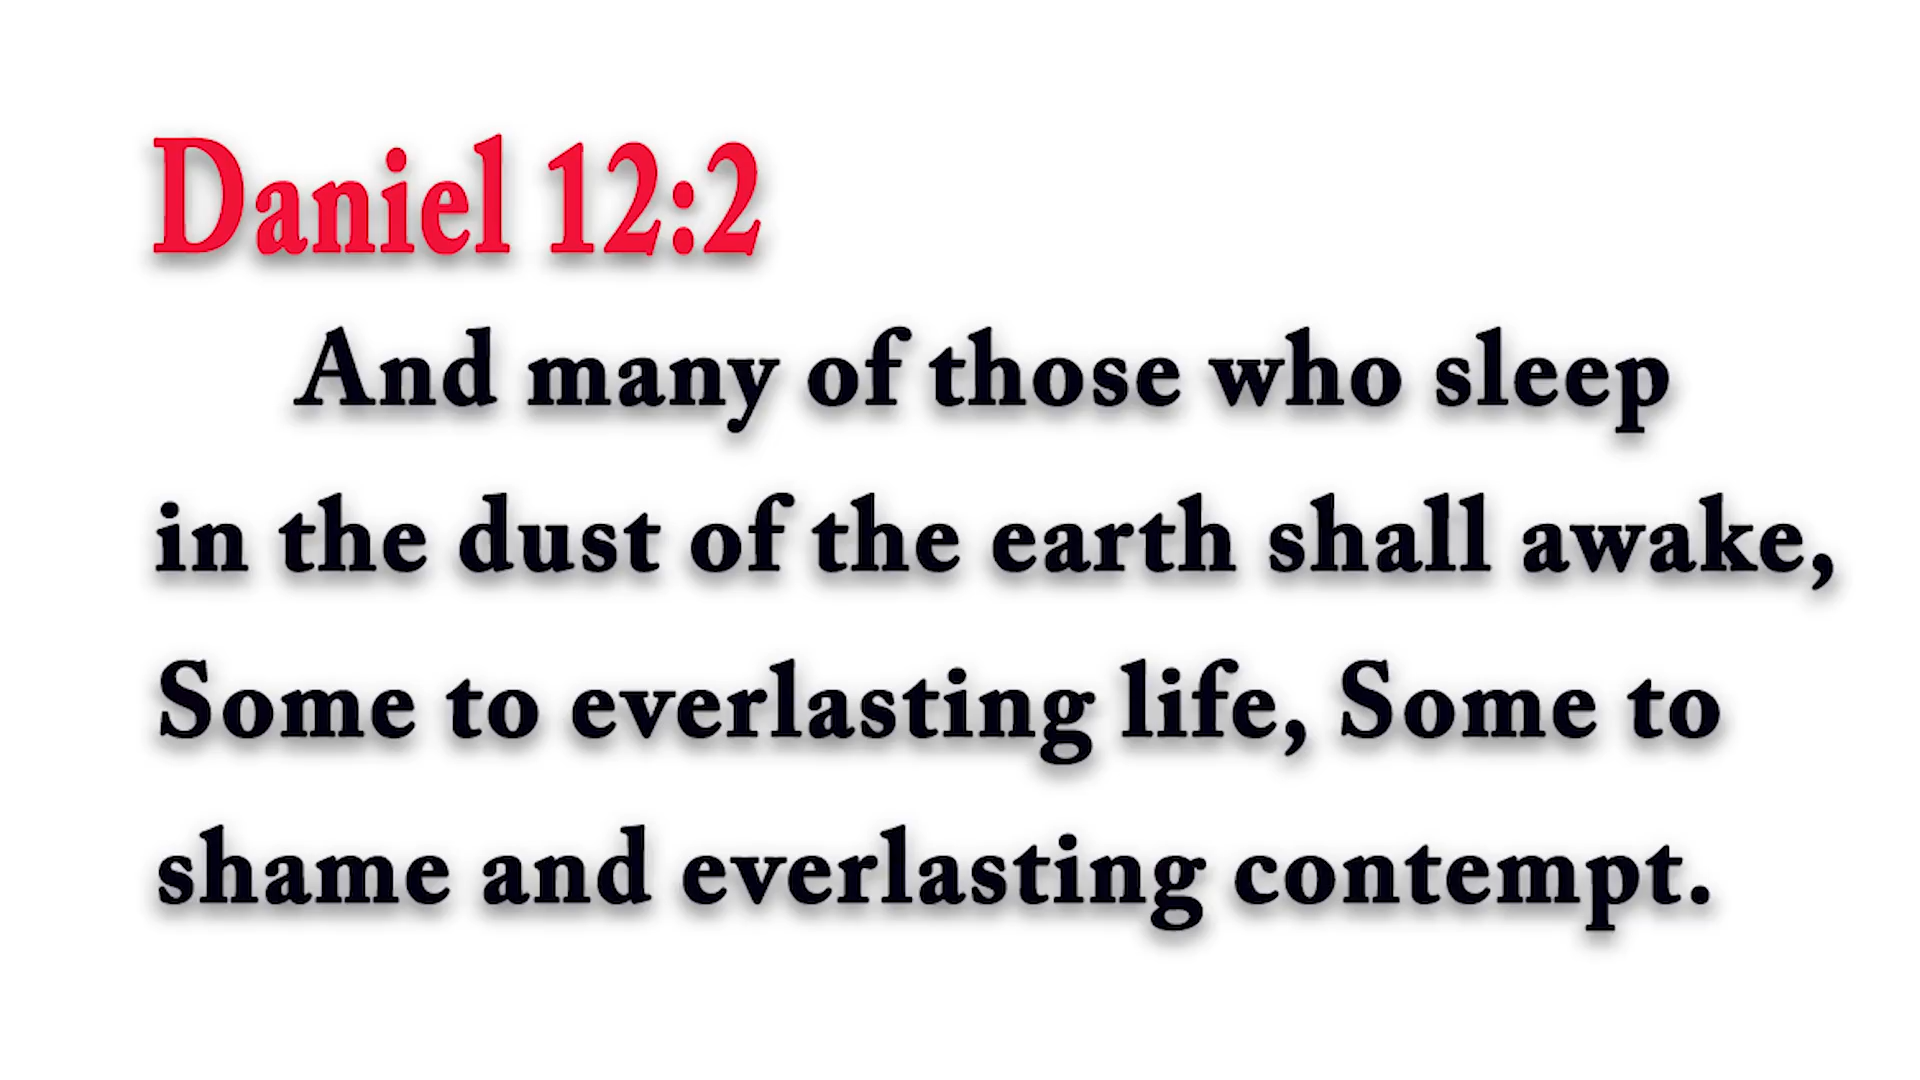 Daniel 12:2
And many of those who sleep
in the dust of the earth shall awake,
Some to everlasting life, Some to
shame and everlasting contempt.